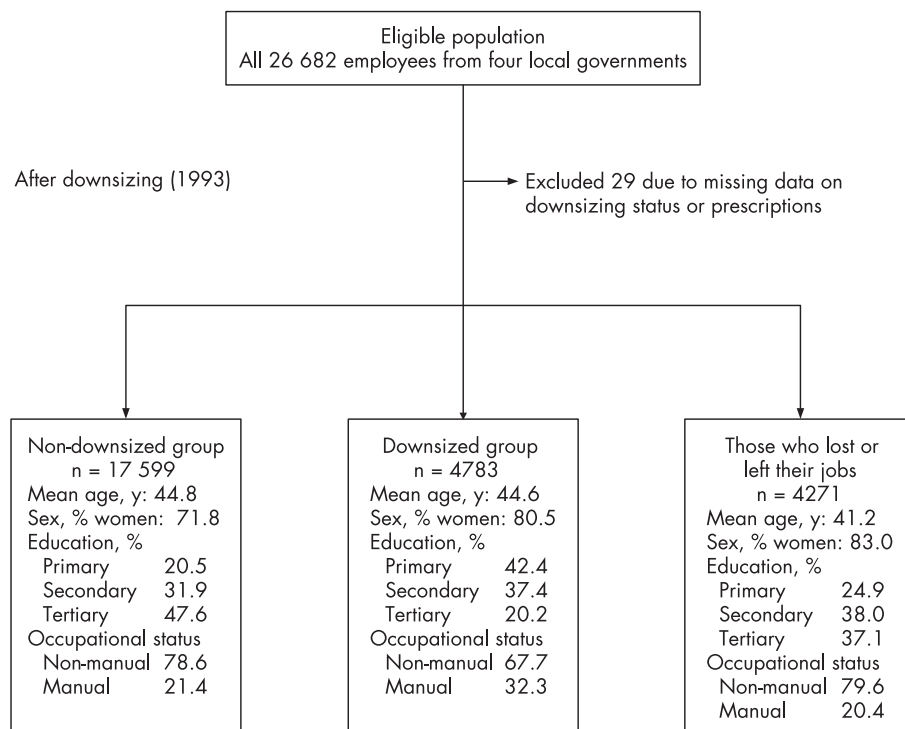 Eligible population
All 26 682 employees from four local governments
After downsizing (1993)
Excluded 29 due to missing data on
downsizing status or prescriptions
Non-downsized group
n = 17 599
Mean age, y: 44.8
Sex, % women: 71.8
Education, %
Primary 20.5
Secondary 31.9
Tertiary 47.6
Occupational status
Non-manual 78.6
Manual 21.4
Downsized group
n = 4783
Mean age, y: 44.6
Sex, % women: 80.5
Education, %
Primary 42.4
Secondary 37.4
Tertiary 20.2
Occupational status
Non-manual 67.7
Manual 32.3
Those who lost or
left their jobs
n = 4271
Mean age, y: 41.2
Sex, % women: 83.0
Education, %
Primary 24.9
Secondary 38.0
Tertiary 37.1
Occupational status
Non-manual 79.6
Manual 20.4